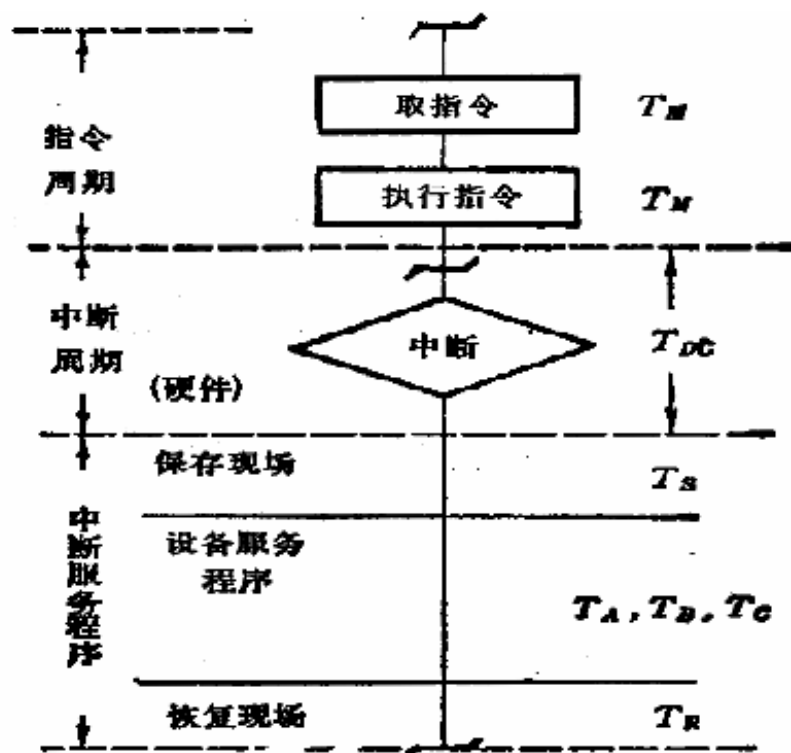 取指令
T_M
指令
周期
执行指令
T_M
中断
周期
中断
T_DC
(硬件)
保存现场
T_S
中断服务程序
设备服务
程序
T_A, T_B, T_C
恢复现场
T_R